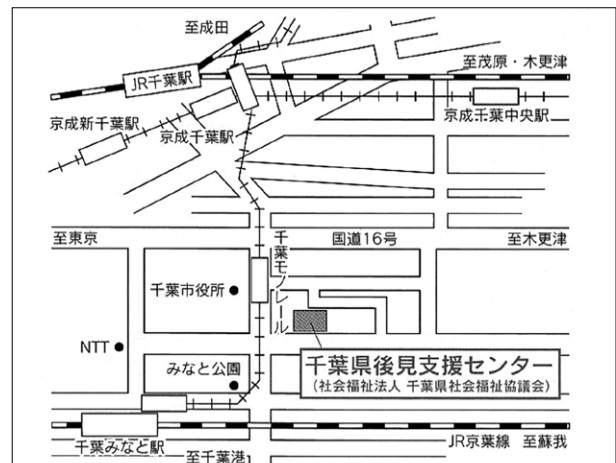 至成田
至茂原・木更津
JR千葉駅
京成新千葉駅
京成千葉駅
京成千葉中央駅
至東京
国道16号
至木更津
千葉モノレール
千葉市役所
NTT
みなと公園
千葉県後見支援センター
(社会福祉法人 千葉県社会福祉協議会)
千葉みなと駅
至千葉港
JR京葉線 至蘇我